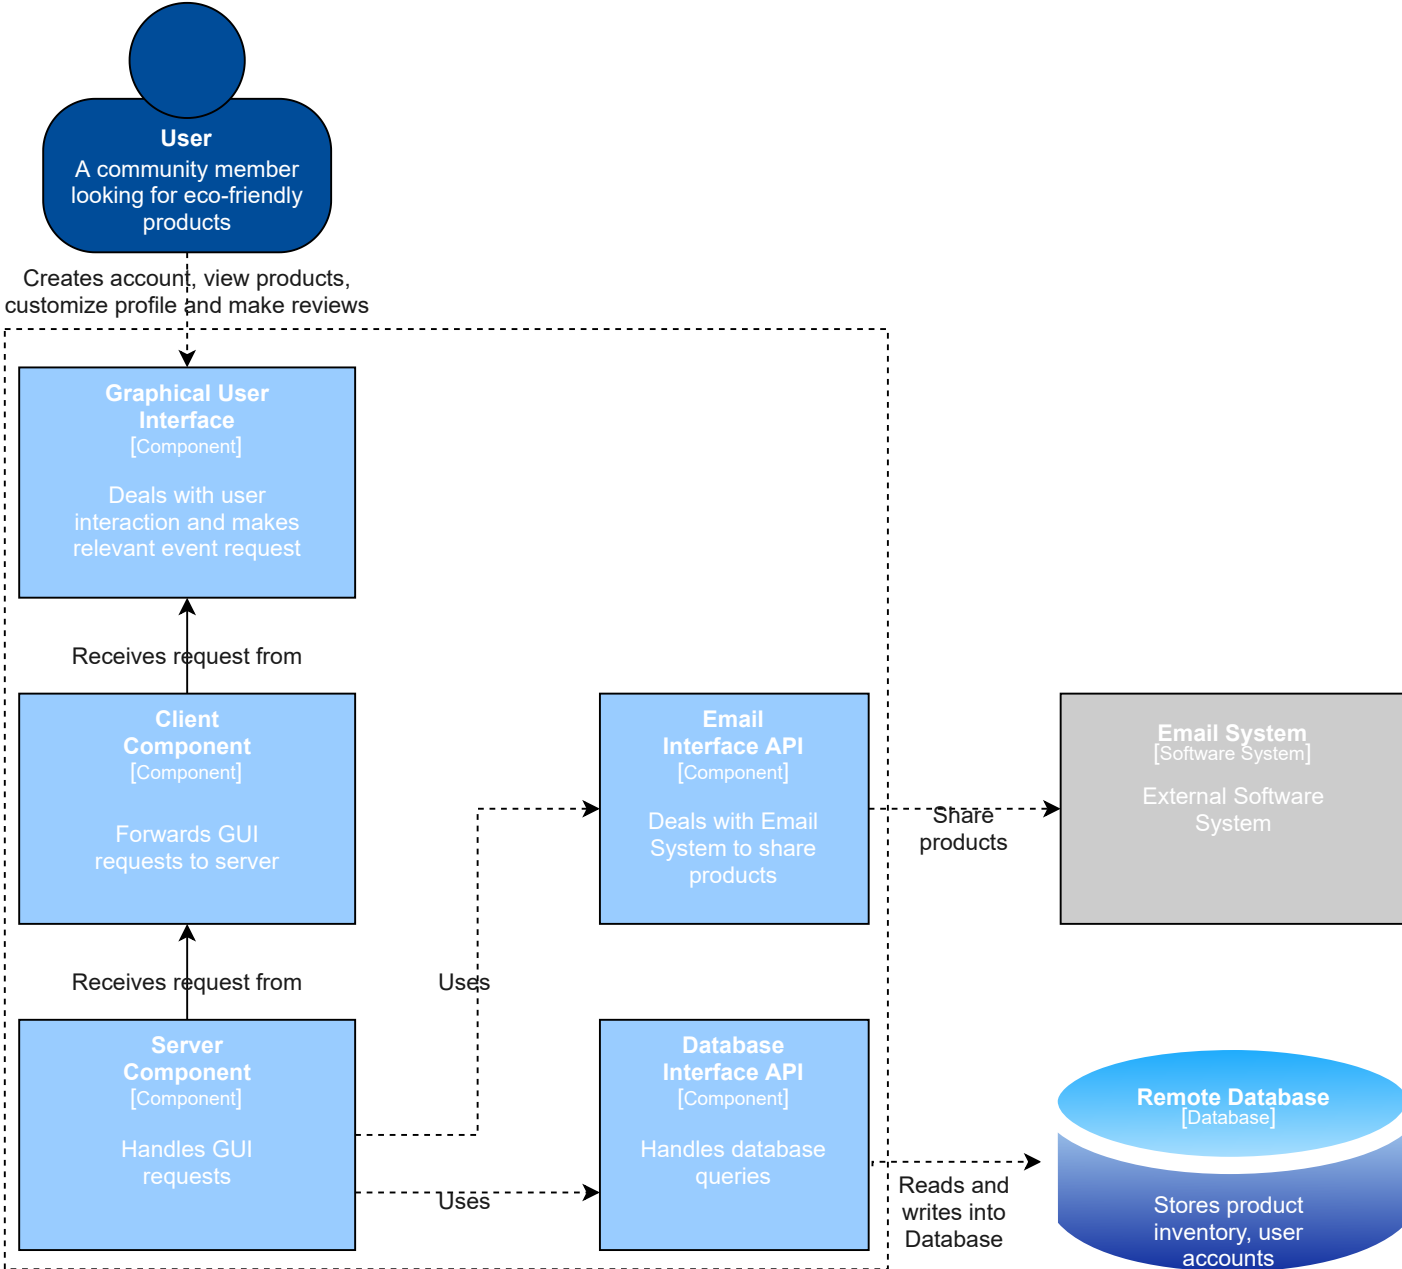 User
A community member
looking for eco-friendly
products
Creates account, view products,
customize profile and make reviews
Graphical User
Interface
[Component]
Deals with user
interaction and makes
relevant event request
Receives request from
Client
Component
[Component]
Forwards GUI
requests to server
Email
Interface API
[Component]
Deals with Email
System to share
products
Share
products
Email System
[Software System]
External Software
System
Receives request from
Uses
Server
Component
[Component]
Handles GUI
requests
Uses
Database
Interface API
[Component]
Handles database
queries
Reads and
writes into
Database
Remote Database
[Database]
Stores product
inventory, user
accounts